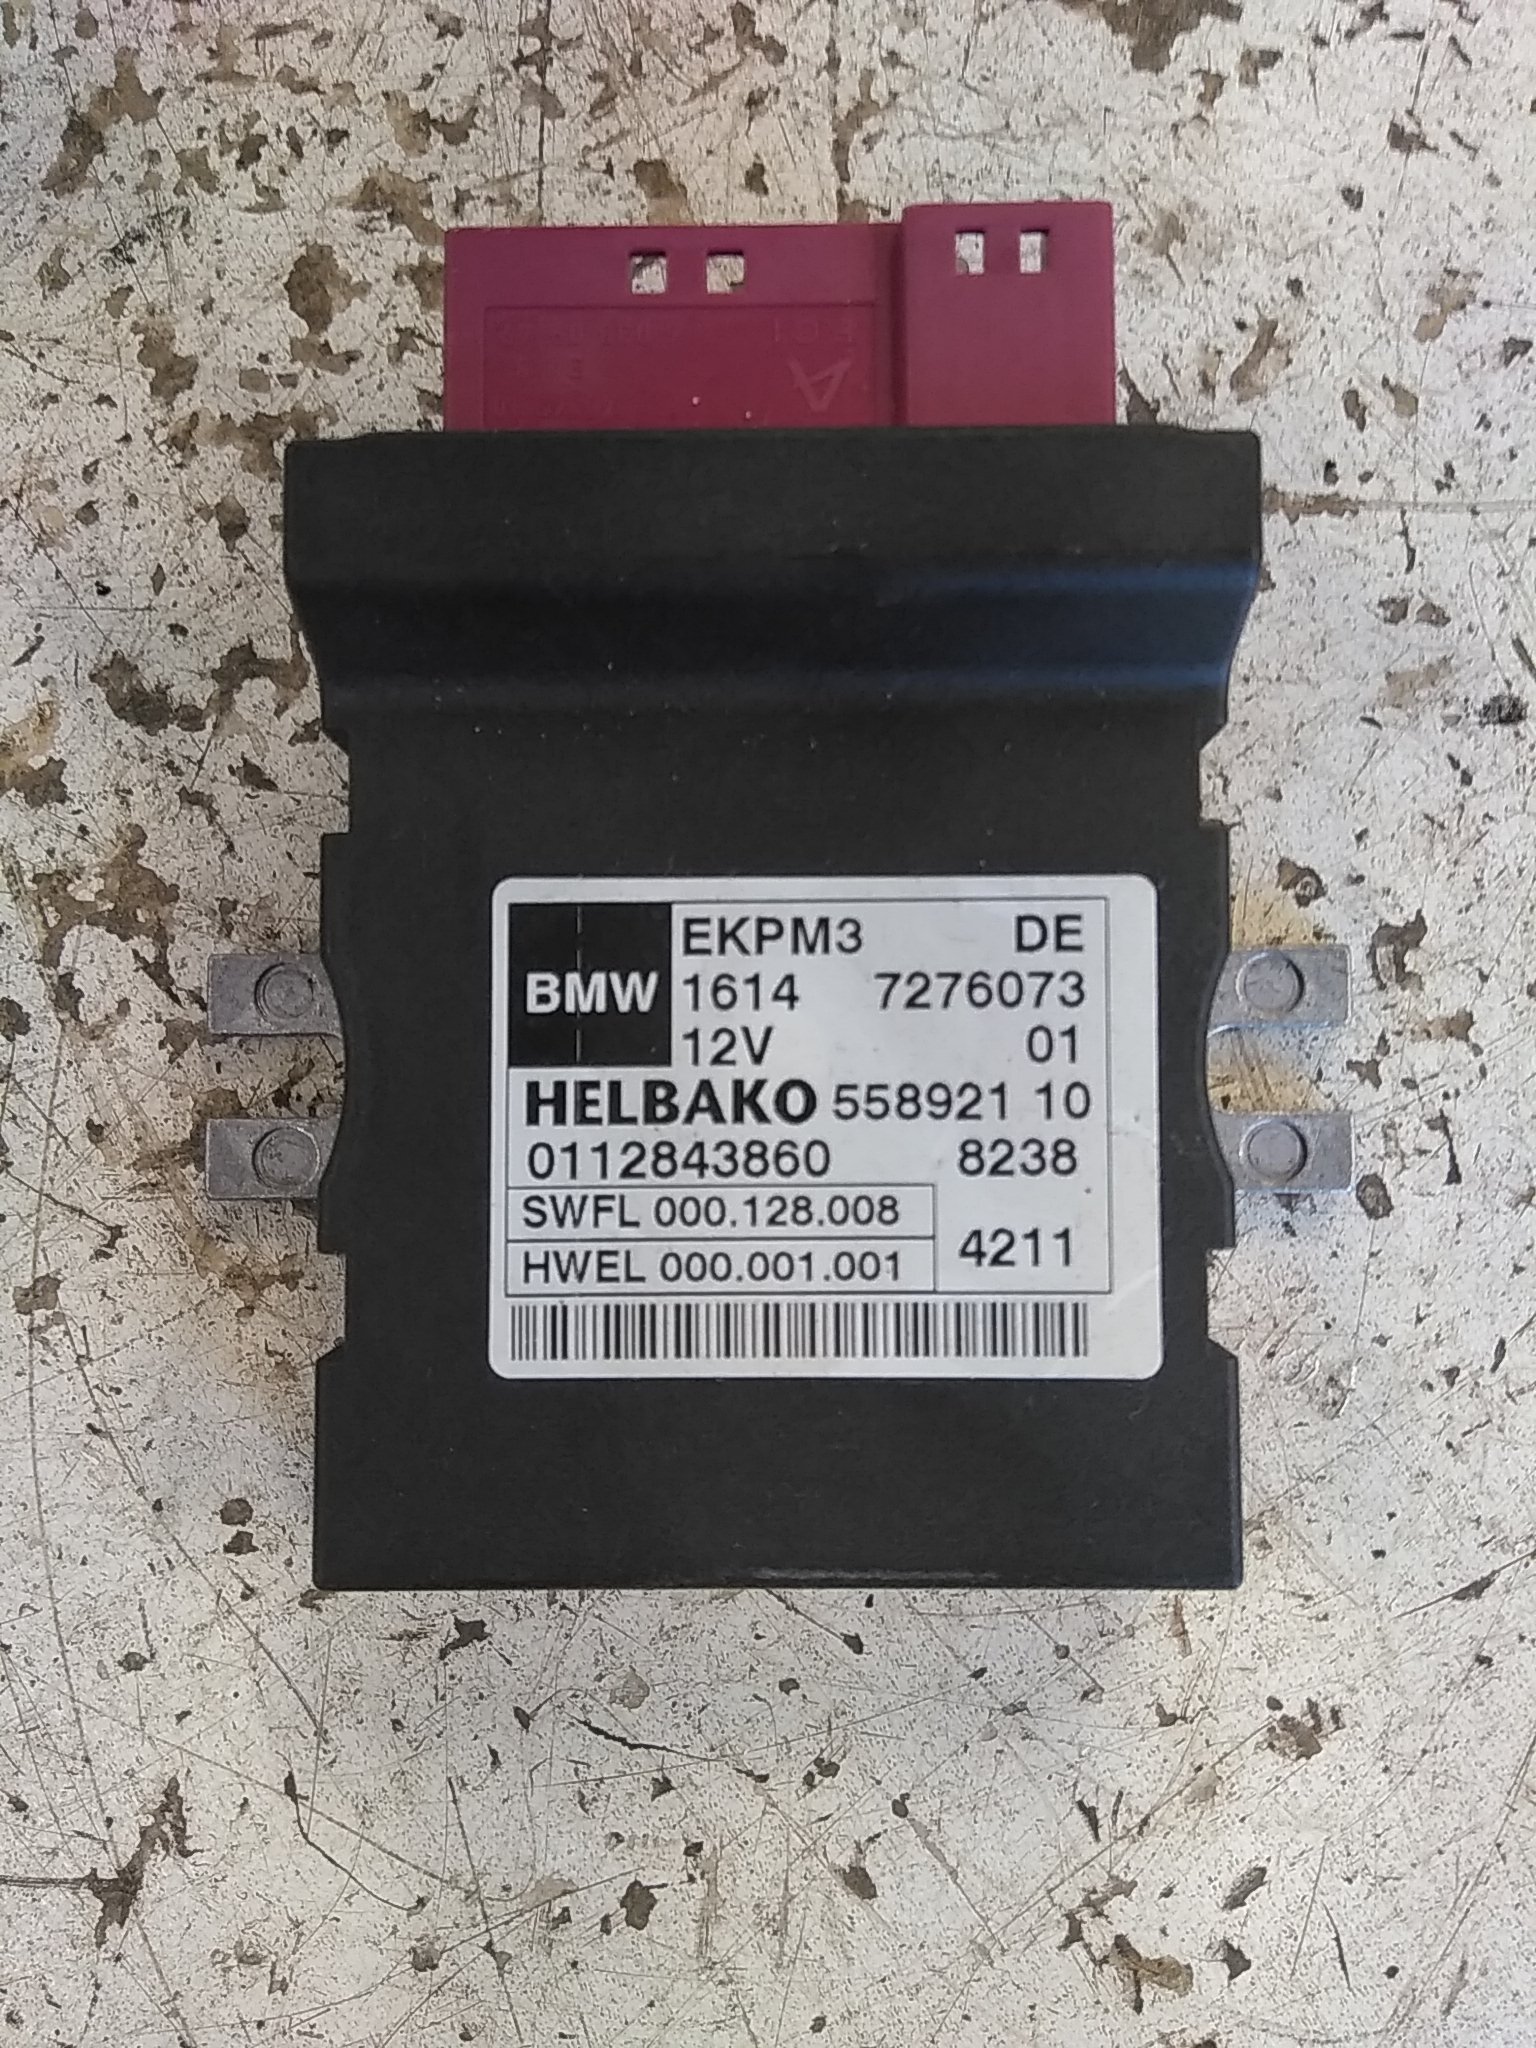 A
BMW
EKPM3 DE
1614 7276073
12V 01
HELBAKO 558921 10
0112843860 8238
SWFL 000.128.008
4211
HWEL 000.001.001